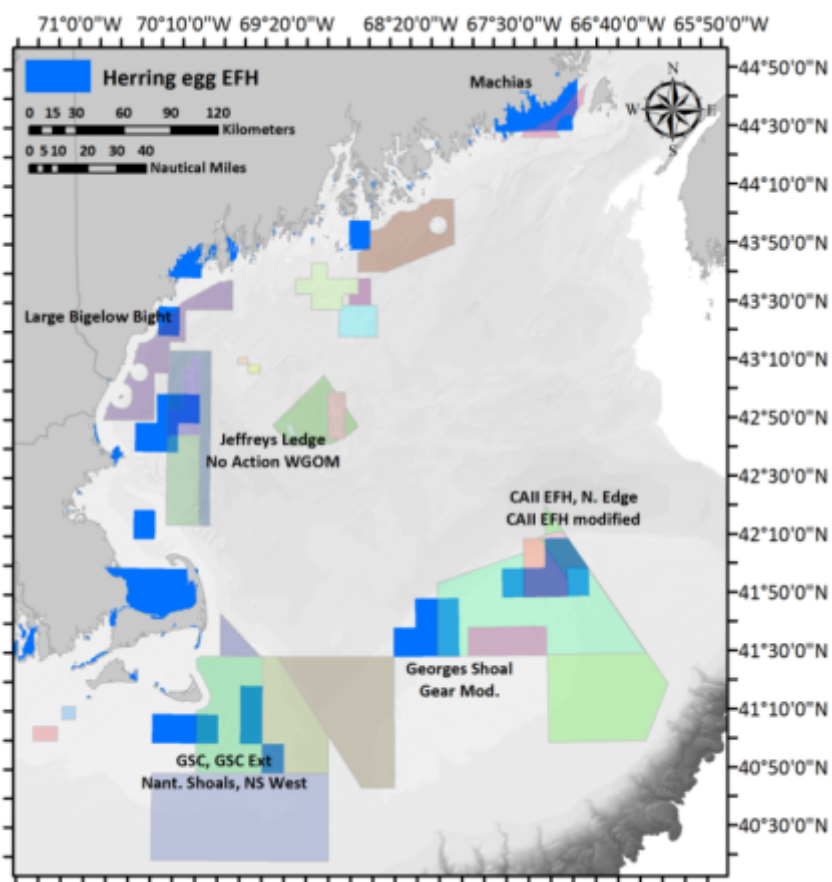 71°0'0"W 70°10'0"W 69°20'0"W 68°20'0"W 67°30'0"W 66°40'0"W 65°50'0"W
Herring egg EFH
0 15 30 60 90 120
Kilometers
0 5 10 20 30 40
Nautical Miles
Machias
N
W E
S
44°50'0"N
44°30'0"N
44°10'0"N
43°50'0"N
43°30'0"N
43°10'0"N
42°50'0"N
42°30'0"N
42°10'0"N
41°50'0"N
41°30'0"N
41°10'0"N
40°50'0"N
40°30'0"N
Large Bigelow Bight
Jeffreys Ledge
No Action WGOM
CAII EFH, N. Edge
CAII EFH modified
Georges Shoal
Gear Mod.
GSC, GSC Ext
Nant. Shoals, NS West